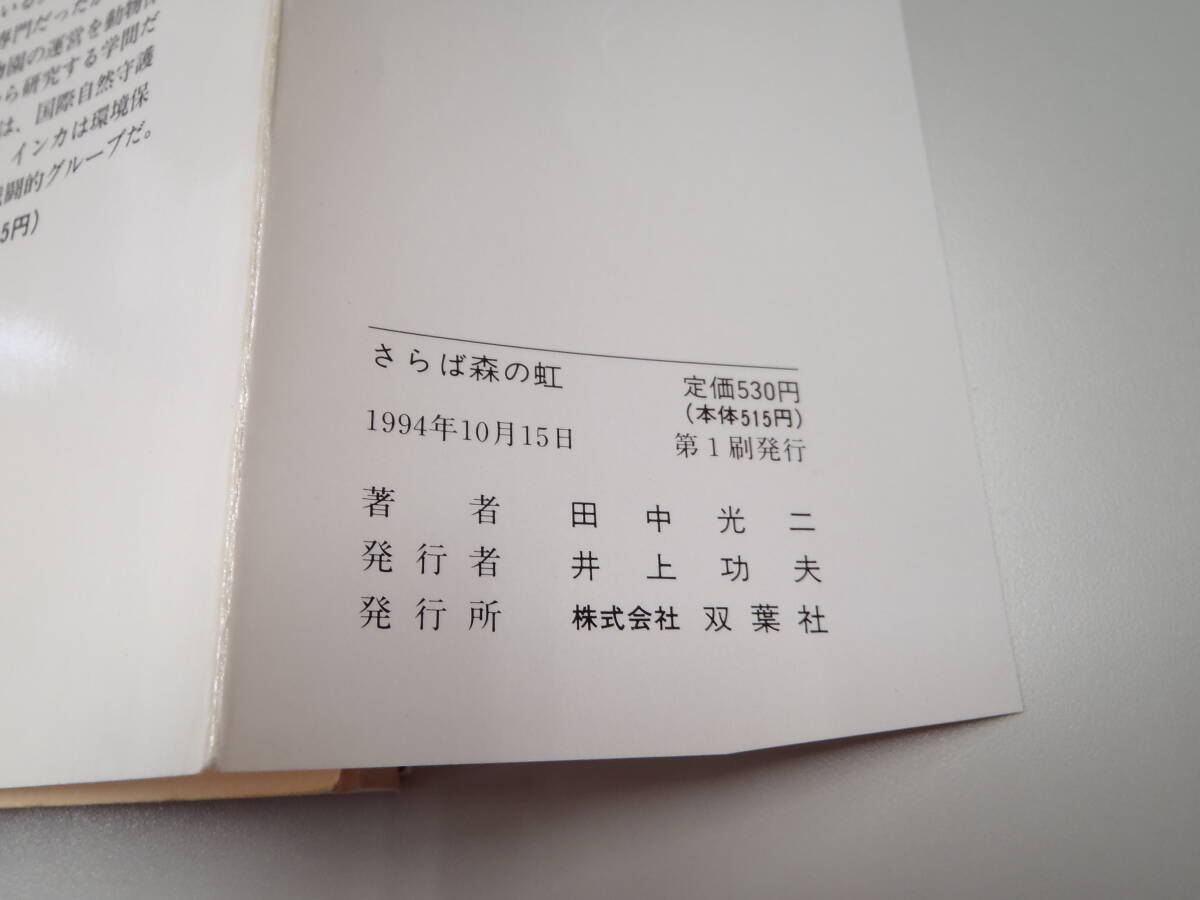 いる
専門だったか
物園の運営を動物
ら研究する学問だ
は、国際自然守護
インカは環境保
闘的グループだ。
5円)
さらば森の虹
定価530円
(本体515円)
1994年10月15日
第1刷発行
著者 田中光二
発行者 井上功夫
発行所 株式会社 双葉社